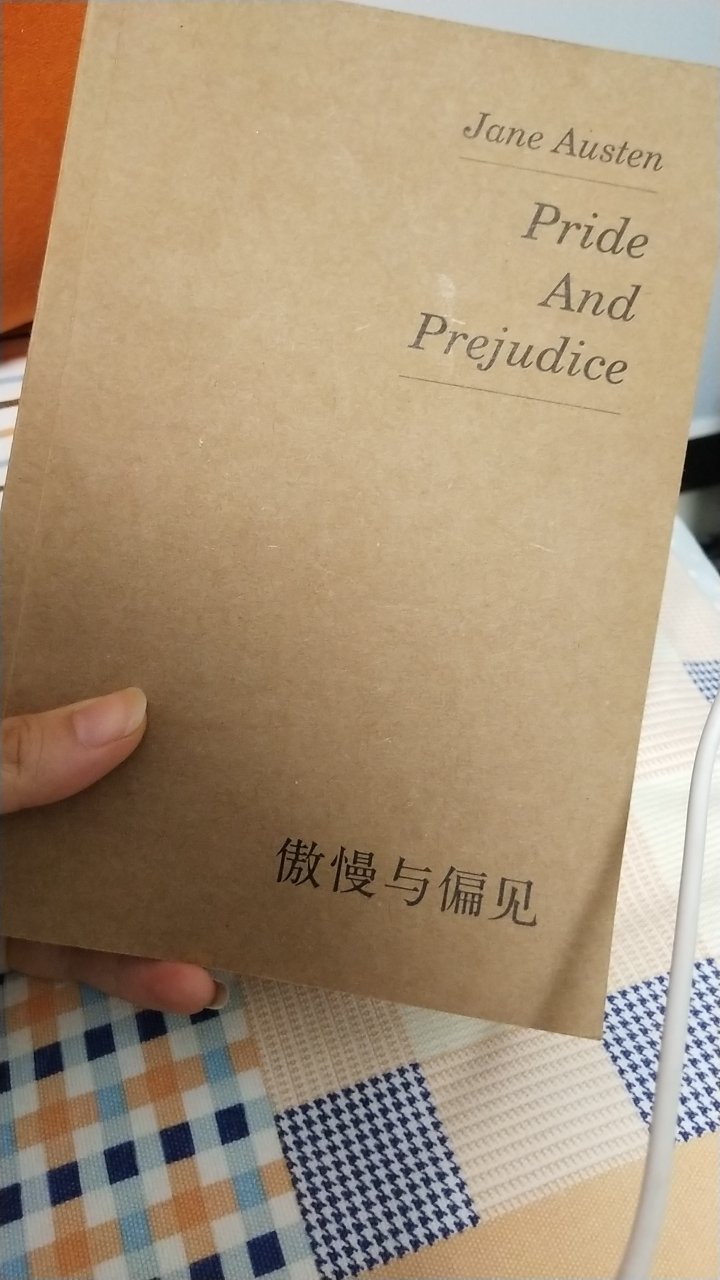 Jane Austen
Pride
And
Prejudice
傲慢与偏见